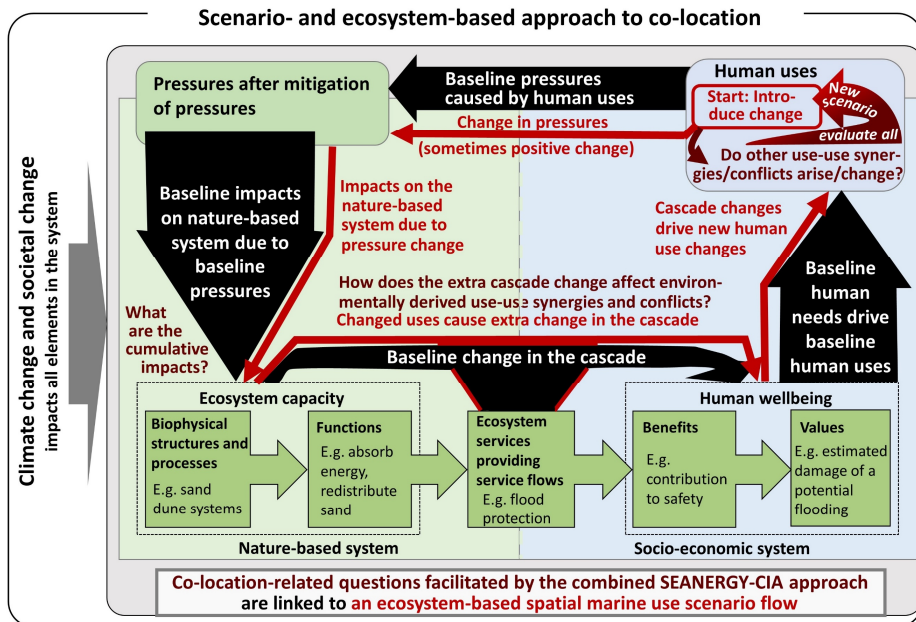 Scenario- and ecosystem-based approach to co-location
Climate change and societal change
impacts all elements in the system
Pressures after mitigation
of pressures
Baseline pressures
caused by human uses
Change in pressures
(sometimes positive change)
Human uses
Start: Intro-
duce change
New
scenario
evaluate all
Do other use-use syner-
gies/conflicts arise/change?
Baseline impacts
on nature-based
system due to
baseline
pressures
Impacts on the
nature-based
system due to
pressure change
Cascade changes
drive new human
use changes
Baseline
human
needs drive
baseline
human uses
How does the extra cascade change affect environ-
mentally derived use-use synergies and conflicts?
Changed uses cause extra change in the cascade
What
are the
cumulative
impacts?
Baseline change in the cascade
Ecosystem capacity
Biophysical
structures and
processes
E.g. sand
dune systems
Functions
E.g. absorb
energy,
redistribute
sand
Ecosystem
services
providing
service flows
E.g. flood
protection
Human wellbeing
Benefits
E.g.
contribution
to safety
Values
E.g. estimated
damage of a
potential
flooding
Nature-based system
Socio-economic system
Co-location-related questions facilitated by the combined SEANERGY-CIA approach
are linked to an ecosystem-based spatial marine use scenario flow